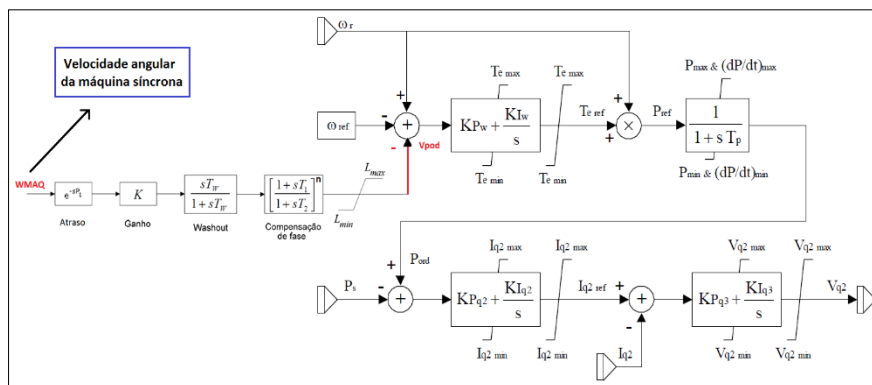 Velocidade angular
da máquina síncrona
ω r
Te max
Te max
Pmax & (dP/dt)max
+
+
ω ref
-
+
KPw + KIw/s
Te ref
×
Pref
1/(1 + s Tp)
-
Vpod
+
Te min
Te min
Pmin & (dP/dt)min
WMAQ
Lmax
e^-sP1
K
sTW/(1 + sTW)
[(1 + sT1)/(1 + sT2)]^n
Lmin
Atraso
Ganho
Washout
Compensação
de fase
Pord
Iq2 max
Iq2 max
Vq2 max
Vq2 max
+
Ps
-
+
KPq2 + KIq2/s
Iq2 ref
+
+
KPq3 + KIq3/s
Vq2
-
Iq2 min
Iq2 min
Iq2
Vq2 min
Vq2 min